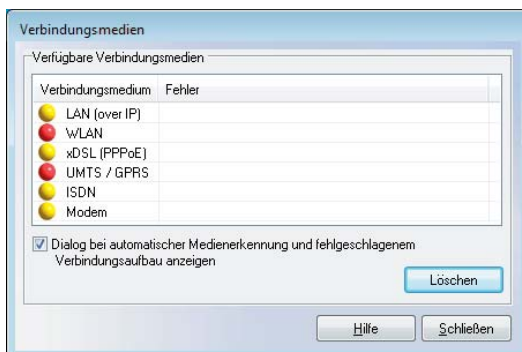 Verbindungsmedien
Verfügbare Verbindungsmedien
Verbindungsmedium Fehler
LAN (over IP)
WLAN
xDSL (PPPoE)
UMTS / GPRS
ISDN
Modem
Dialog bei automatischer Medienerkennung und fehlgeschlagenem
Verbindungsaufbau anzeigen
Löschen
Hilfe Schließen